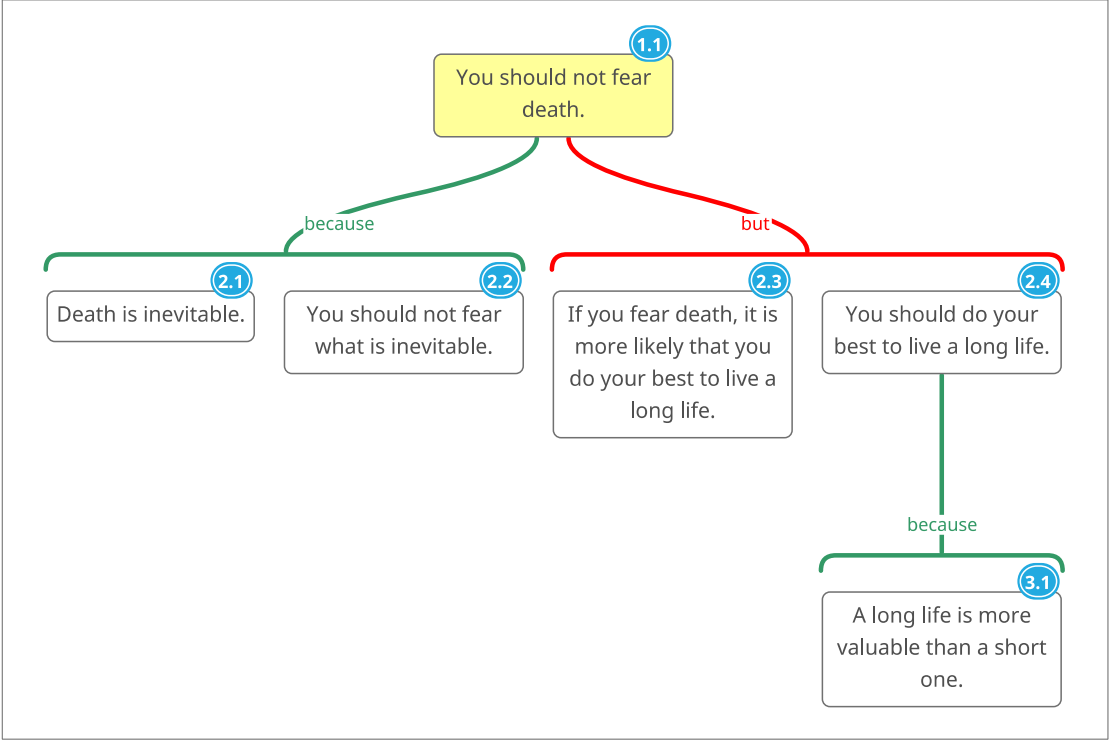 1.1
You should not fear
death.
because
but
2.1
Death is inevitable.
2.2
You should not fear
what is inevitable.
2.3
If you fear death, it is
more likely that you
do your best to live a
long life.
2.4
You should do your
best to live a long life.
because
3.1
A long life is more
valuable than a short
one.